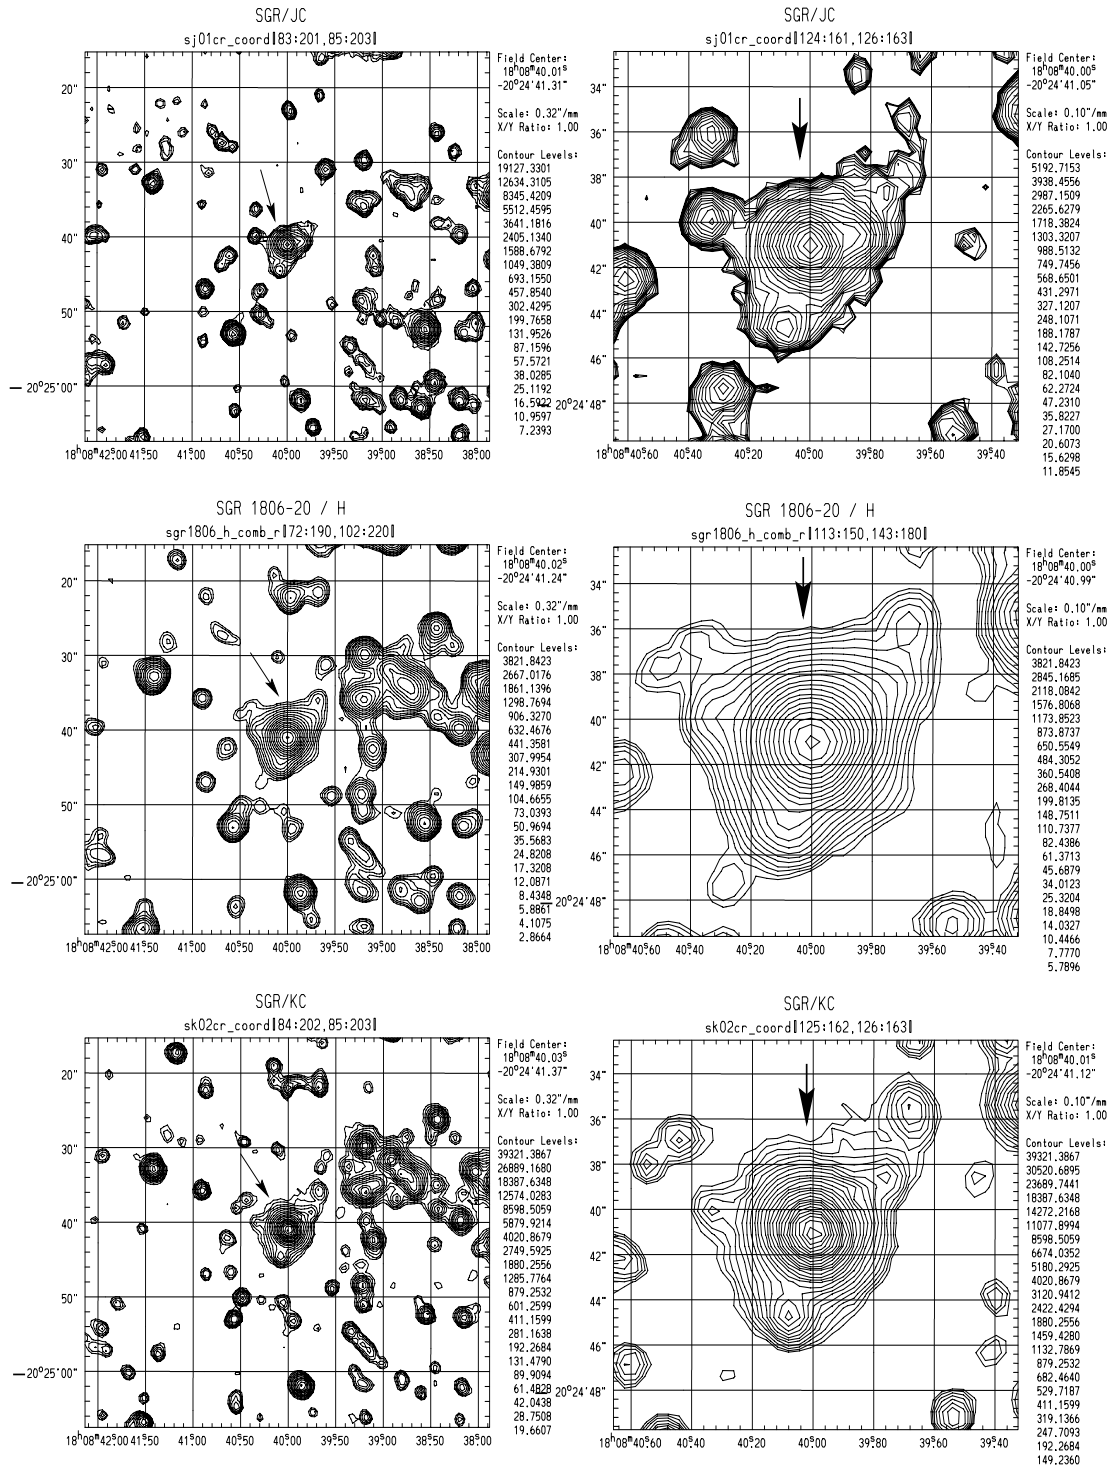 SGR/JC
sj01cr_coord[83:201,85:203]
Field Center:
18h08m40.01s
-20o24'41.31"
Scale: 0.32"/mm
X/Y Ratio: 1.00
Contour Levels:
19127.3301
12634.3105
8345.4209
5512.4595
3641.1816
2405.1340
1588.6792
1049.3809
693.1550
457.8540
302.4295
199.7658
131.9526
87.1596
57.5721
38.0285
25.1192
16.5922
10.9597
7.2393
20"
30"
40"
50"
-20o25'00"
18h08m42s00 41s50 41s00 40s50 40s00 39s50 39s00 38s50 38s00
SGR/JC
sj01cr_coord[124:161,126:163]
Field Center:
18h08m40.00s
-20o24'41.05"
Scale: 0.10"/mm
X/Y Ratio: 1.00
Contour Levels:
5192.7153
3938.4556
2987.1509
2265.6279
1718.3824
1303.3207
988.5132
749.7456
568.6501
431.2971
327.1207
248.1071
188.1787
142.7256
108.2514
82.1040
62.2724
47.2310
35.8227
27.1700
20.6073
15.6298
11.8545
34"
36"
38"
40"
42"
44"
46"
-20o24'48"
18h08m40s60 40s40 40s20 40s00 39s80 39s60 39s40
SGR 1806-20 / H
sgr1806_h_comb_r[72:190,102:220]
Field Center:
18h08m40.02s
-20o24'41.24"
Scale: 0.32"/mm
X/Y Ratio: 1.00
Contour Levels:
3821.8423
2667.0176
1861.1396
1298.7694
906.3270
632.4676
441.3581
307.9954
214.9301
149.9859
104.6655
73.0393
50.9694
35.5683
24.8208
17.3208
12.0871
8.4348
5.8861
4.1075
2.8664
20"
30"
40"
50"
-20o25'00"
18h08m42s00 41s50 41s00 40s50 40s00 39s50 39s00 38s50 38s00
SGR 1806-20 / H
sgr1806_h_comb_r[113:150,143:180]
Field Center:
18h08m40.00s
-20o24'40.99"
Scale: 0.10"/mm
X/Y Ratio: 1.00
Contour Levels:
3821.8423
2845.1685
2118.0842
1576.8068
1173.8523
873.8737
650.5549
484.3052
360.5408
268.4044
199.8135
148.7511
110.7377
82.4386
61.3713
45.6879
34.0123
25.3204
18.8498
14.0327
10.4466
7.7770
5.7896
34"
36"
38"
40"
42"
44"
46"
-20o24'48"
18h08m40s60 40s40 40s20 40s00 39s80 39s60 39s40
SGR/KC
sk02cr_coord[84:202,85:203]
Field Center:
18h08m40.03s
-20o24'41.37"
Scale: 0.32"/mm
X/Y Ratio: 1.00
Contour Levels:
39321.3867
26889.1680
18387.6348
12574.0283
8598.5059
5879.9214
4020.8679
2749.5925
1880.2556
1285.7764
879.2532
601.2599
411.1599
281.1638
192.2684
131.4790
89.9094
61.4828
42.0438
28.7508
19.6607
20"
30"
40"
50"
-20o25'00"
18h08m42s00 41s50 41s00 40s50 40s00 39s50 39s00 38s50 38s00
SGR/KC
sk02cr_coord[125:162,126:163]
Field Center:
18h08m40.01s
-20o24'41.12"
Scale: 0.10"/mm
X/Y Ratio: 1.00
Contour Levels:
39321.3867
30520.6895
23689.7441
18387.6348
14272.2168
11077.8994
8598.5059
6674.0352
5180.2925
4020.8679
3120.9412
2422.4294
1880.2556
1459.4280
1132.7869
879.2532
682.4640
529.7187
411.1599
319.1366
247.7093
192.2684
149.2360
34"
36"
38"
40"
42"
44"
46"
-20o24'48"
18h08m40s60 40s40 40s20 40s00 39s80 39s60 39s40